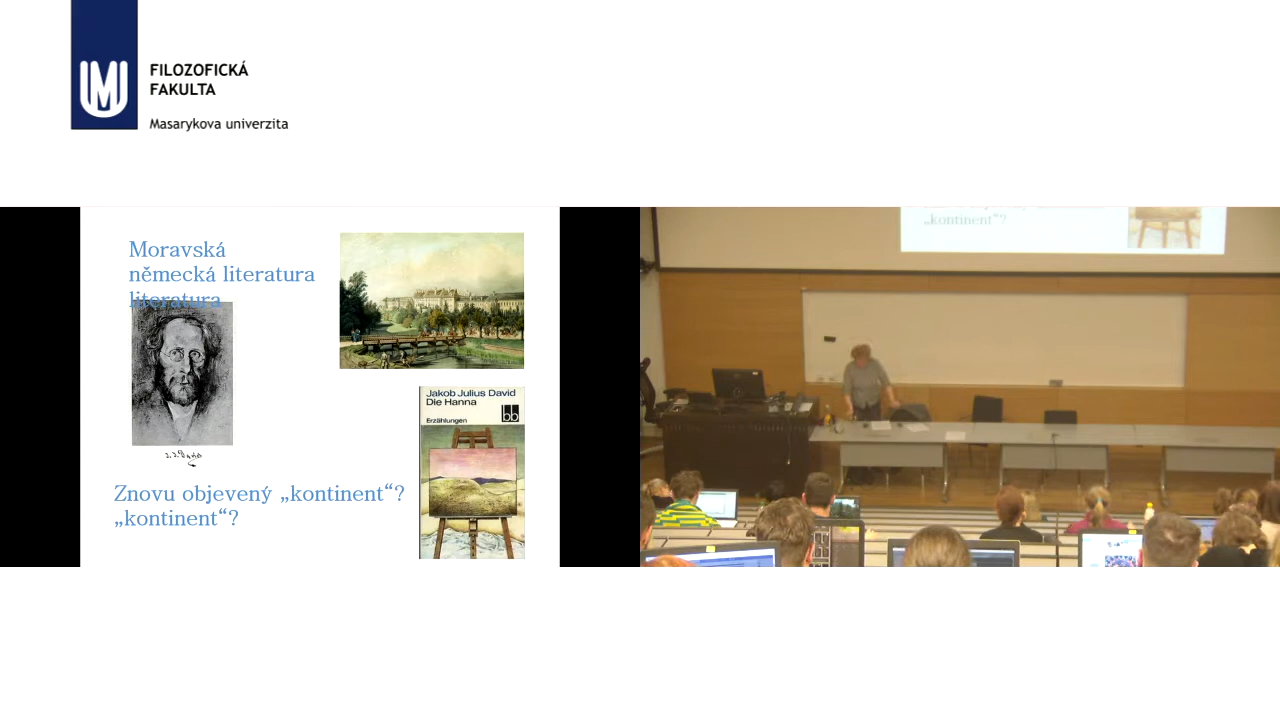 FILOZOFICKÁ
FAKULTA
Masarykova univerzita
Moravská
německá literatura
literatura
Jakob Julius David
Die Hanna
Erzählungen
bb
Znovu objevený „kontinent“?
„kontinent“?
„kontinent“?